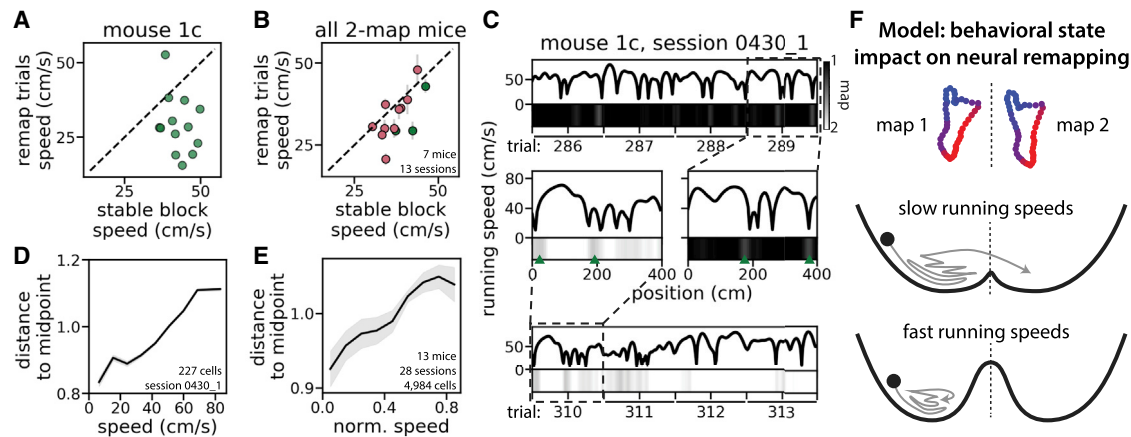 A
mouse 1c
remap trials
speed (cm/s)
50
25
25
50
stable block
speed (cm/s)
B
all 2-map mice
remap trials
speed (cm/s)
50
25
7 mice
13 sessions
25
50
stable block
speed (cm/s)
C
mouse 1c, session 0430_1
running speed (cm/s)
50
0
1
map
2
trial:
286
287
288
289
80
40
0
0
200
400
0
200
400
position (cm)
50
0
trial:
310
311
312
313
D
distance
to midpoint
1.2
1.0
0.8
227 cells
session 0430_1
0
20
40
60
80
speed (cm/s)
E
distance
to midpoint
1.0
0.9
13 mice
28 sessions
4,984 cells
0.0
0.5
norm. speed
F
Model: behavioral state
impact on neural remapping
map 1
map 2
slow running speeds
fast running speeds